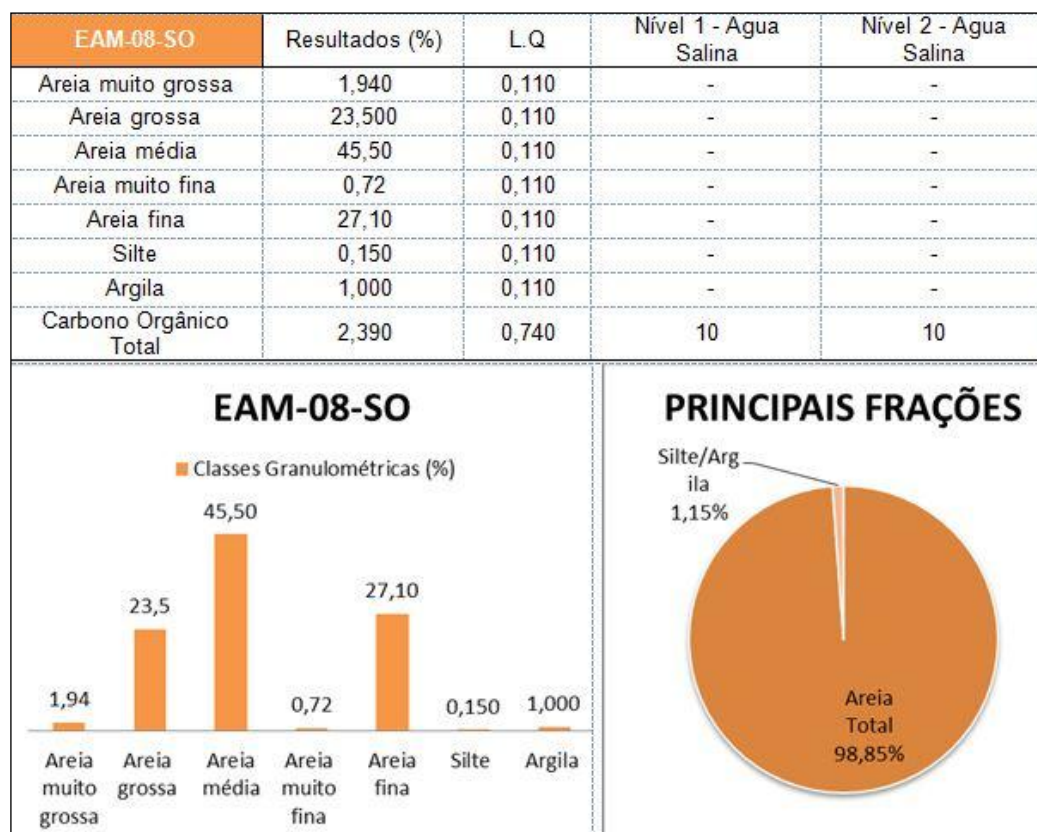 EAM-08-SO Resultados (%) L.Q Nível 1 - Agua Salina Nível 2 - Agua Salina
Areia muito grossa 1,940 0,110 - -
Areia grossa 23,500 0,110 - -
Areia média 45,50 0,110 - -
Areia muito fina 0,72 0,110 - -
Areia fina 27,10 0,110 - -
Silte 0,150 0,110 - -
Argila 1,000 0,110 - -
Carbono Orgânico Total 2,390 0,740 10 10
EAM-08-SO
Classes Granulométricas (%)
1,94
23,5
45,50
0,72
27,10
0,150
1,000
Areia muito grossa
Areia grossa
Areia média
Areia muito fina
Areia fina
Silte
Argila
PRINCIPAIS FRAÇÕES
Silte/Arg
ila
1,15%
Areia
Total
98,85%